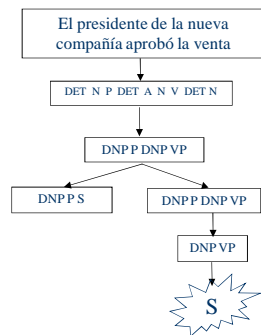 El presidente de la nueva
compañía aprobó la venta
DET N P DET A N V DET N
DNP P DNP VP
DNP P S
DNP P DNP VP
DNP VP
S